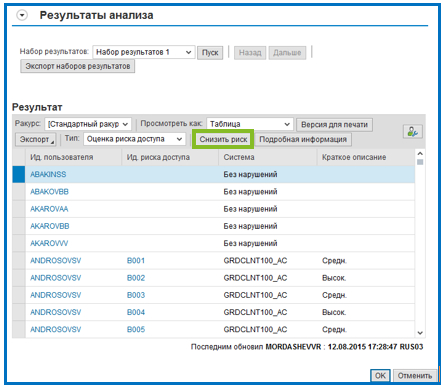 Результаты анализа
Набор результатов: Набор результатов 1 Пуск Назад Дальше
Экспорт наборов результатов
Результат
Ракурс: [Стандартный ракур Просмотреть как: Таблица Версия для печати
Экспорт Тип: Оценка риска доступа Снизить риск Подробная информация
Ид. пользователя Ид. риска доступа Система Краткое описание
ABAKINSS Без нарушений
ABAKOVBB Без нарушений
AKAROVAA Без нарушений
AKAROVBB Без нарушений
AKAROVVV Без нарушений
ANDROSOVSV B001 GRDCLNT100_AC Средн.
ANDROSOVSV B002 GRDCLNT100_AC Высок.
ANDROSOVSV B003 GRDCLNT100_AC Средн.
ANDROSOVSV B004 GRDCLNT100_AC Высок.
ANDROSOVSV B005 GRDCLNT100_AC Средн.
Последним обновил MORDASHEVVR : 12.08.2015 17:28:47 RUS03
OK Отменить